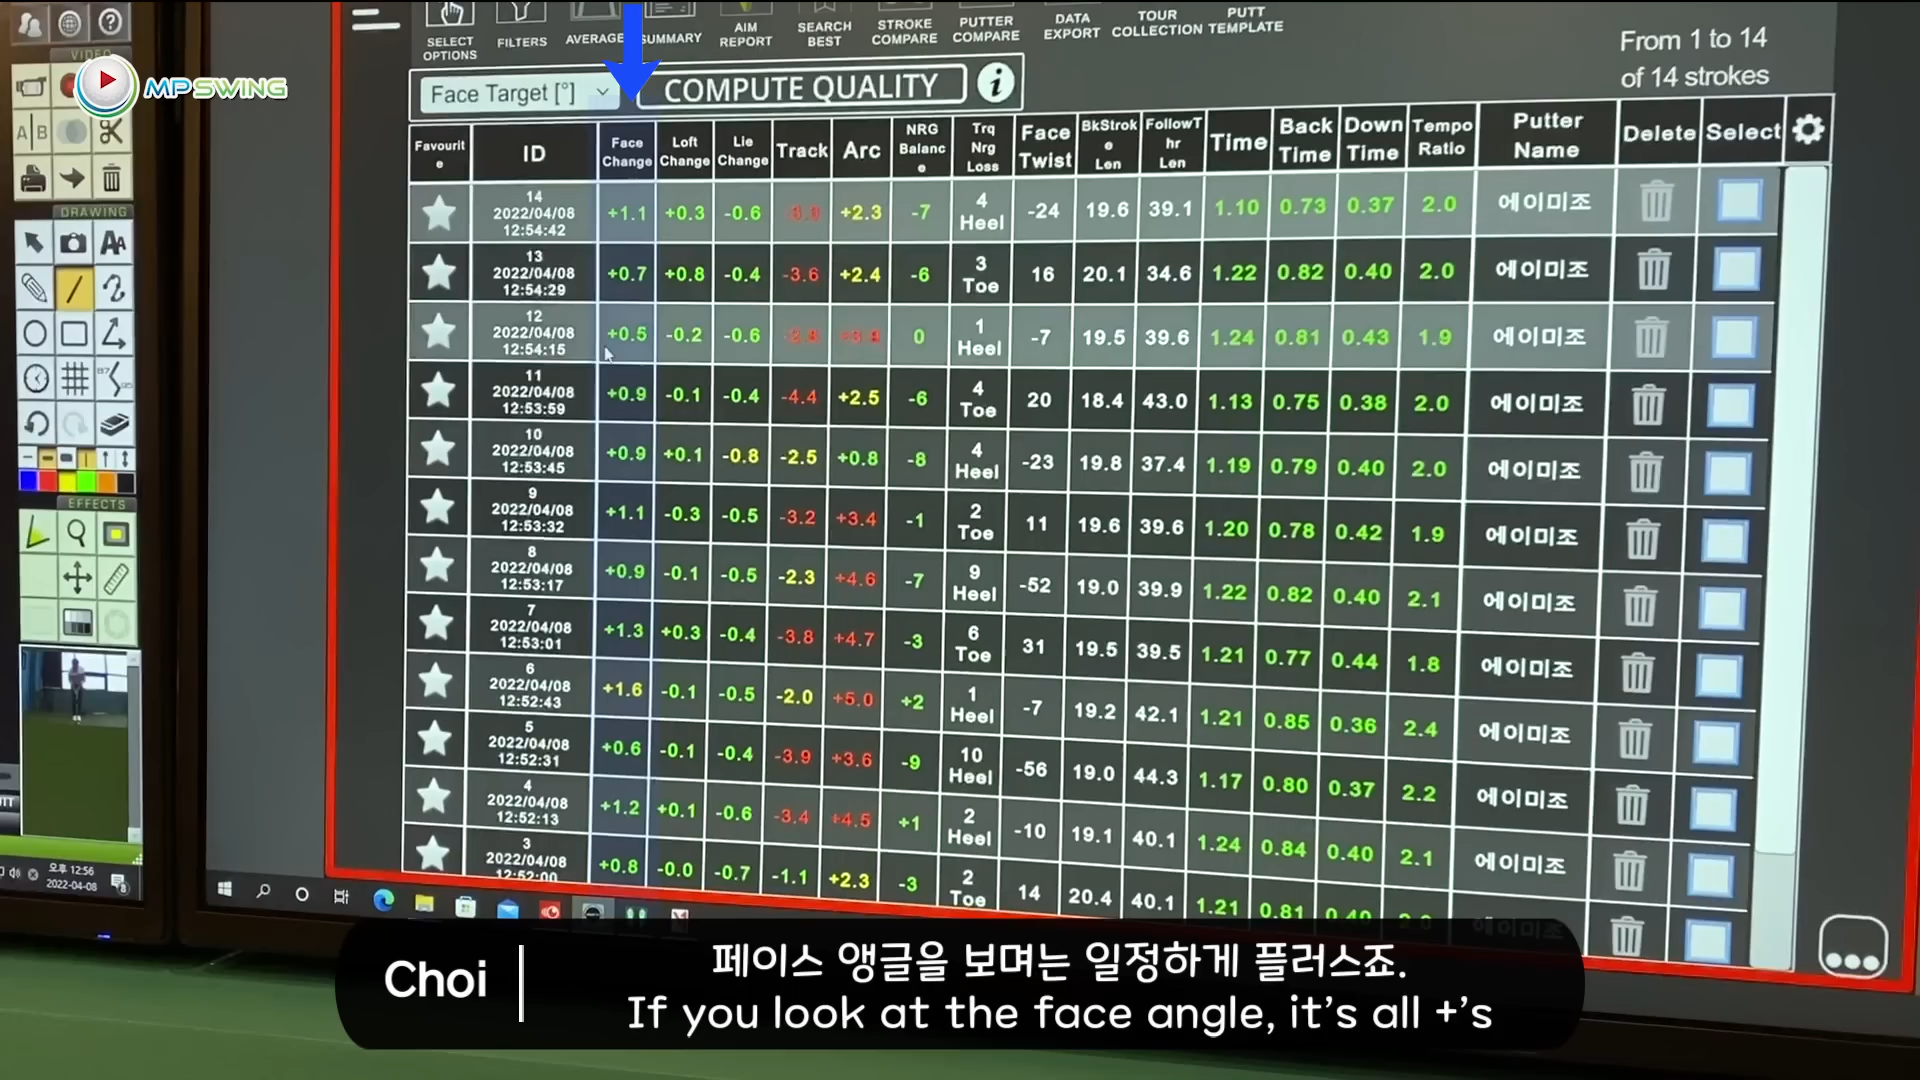 VIDEO
MPSWING
A|B
DRAWING
AA
EFFECTS
오후 12:56
2022-04-08
SELECT OPTIONS
FILTERS
AVERAGE
SUMMARY
AIM REPORT
SEARCH BEST
STROKE COMPARE
PUTTER COMPARE
DATA EXPORT
TOUR COLLECTION
PUTT TEMPLATE
From 1 to 14
of 14 strokes
Face Target [°]
COMPUTE QUALITY
i
Favourite ID Face Change Loft Change Lie Change Track Arc NRG Balance Trq Nrg Loss Face Twist BkStroke Len FollowThr Len Time Back Time Down Time Tempo Ratio Putter Name Delete Select
14 2022/04/08 12:54:42 +1.1 +0.3 -0.6 +2.3 -7 4 Heel -24 19.6 39.1 1.10 0.73 0.37 2.0 에이미조
13 2022/04/08 12:54:29 +0.7 +0.8 -0.4 -3.6 +2.4 -6 3 Toe 16 20.1 34.6 1.22 0.82 0.40 2.0 에이미조
12 2022/04/08 12:54:15 +0.5 -0.2 -0.6 0 1 Heel -7 19.5 39.6 1.24 0.81 0.43 1.9 에이미조
11 2022/04/08 12:53:59 +0.9 -0.1 -0.4 -4.4 +2.5 -6 4 Toe 20 18.4 43.0 1.13 0.75 0.38 2.0 에이미조
10 2022/04/08 12:53:45 +0.9 +0.1 -0.8 -2.5 +0.8 -8 4 Heel -23 19.8 37.4 1.19 0.79 0.40 2.0 에이미조
9 2022/04/08 12:53:32 +1.1 -0.3 -0.5 -3.2 +3.4 -1 2 Toe 11 19.6 39.6 1.20 0.78 0.42 1.9 에이미조
8 2022/04/08 12:53:17 +0.9 -0.1 -0.5 -2.3 +4.6 -7 9 Heel -52 19.0 39.9 1.22 0.82 0.40 2.1 에이미조
7 2022/04/08 12:53:01 +1.3 +0.3 -0.4 -3.8 +4.7 -3 6 Toe 31 19.5 39.5 1.21 0.77 0.44 1.8 에이미조
6 2022/04/08 12:52:43 +1.6 -0.1 -0.5 -2.0 +5.0 +2 1 Heel -7 19.2 42.1 1.21 0.85 0.36 2.4 에이미조
5 2022/04/08 12:52:31 +0.6 -0.1 -0.4 -3.9 +3.6 -9 10 Heel -56 19.0 44.3 1.17 0.80 0.37 2.2 에이미조
4 2022/04/08 12:52:13 +1.2 +0.1 -0.6 -3.4 +4.5 +1 2 Heel -10 19.1 40.1 1.24 0.84 0.40 2.1 에이미조
3 2022/04/08 12:52:00 +0.8 -0.0 -0.7 -1.1 +2.3 -3 2 Toe 14 20.4 40.1 1.21 0.81 0.40
Choi
페이스 앵글을 보며는 일정하게 플러스죠.
If you look at the face angle, it's all +'s